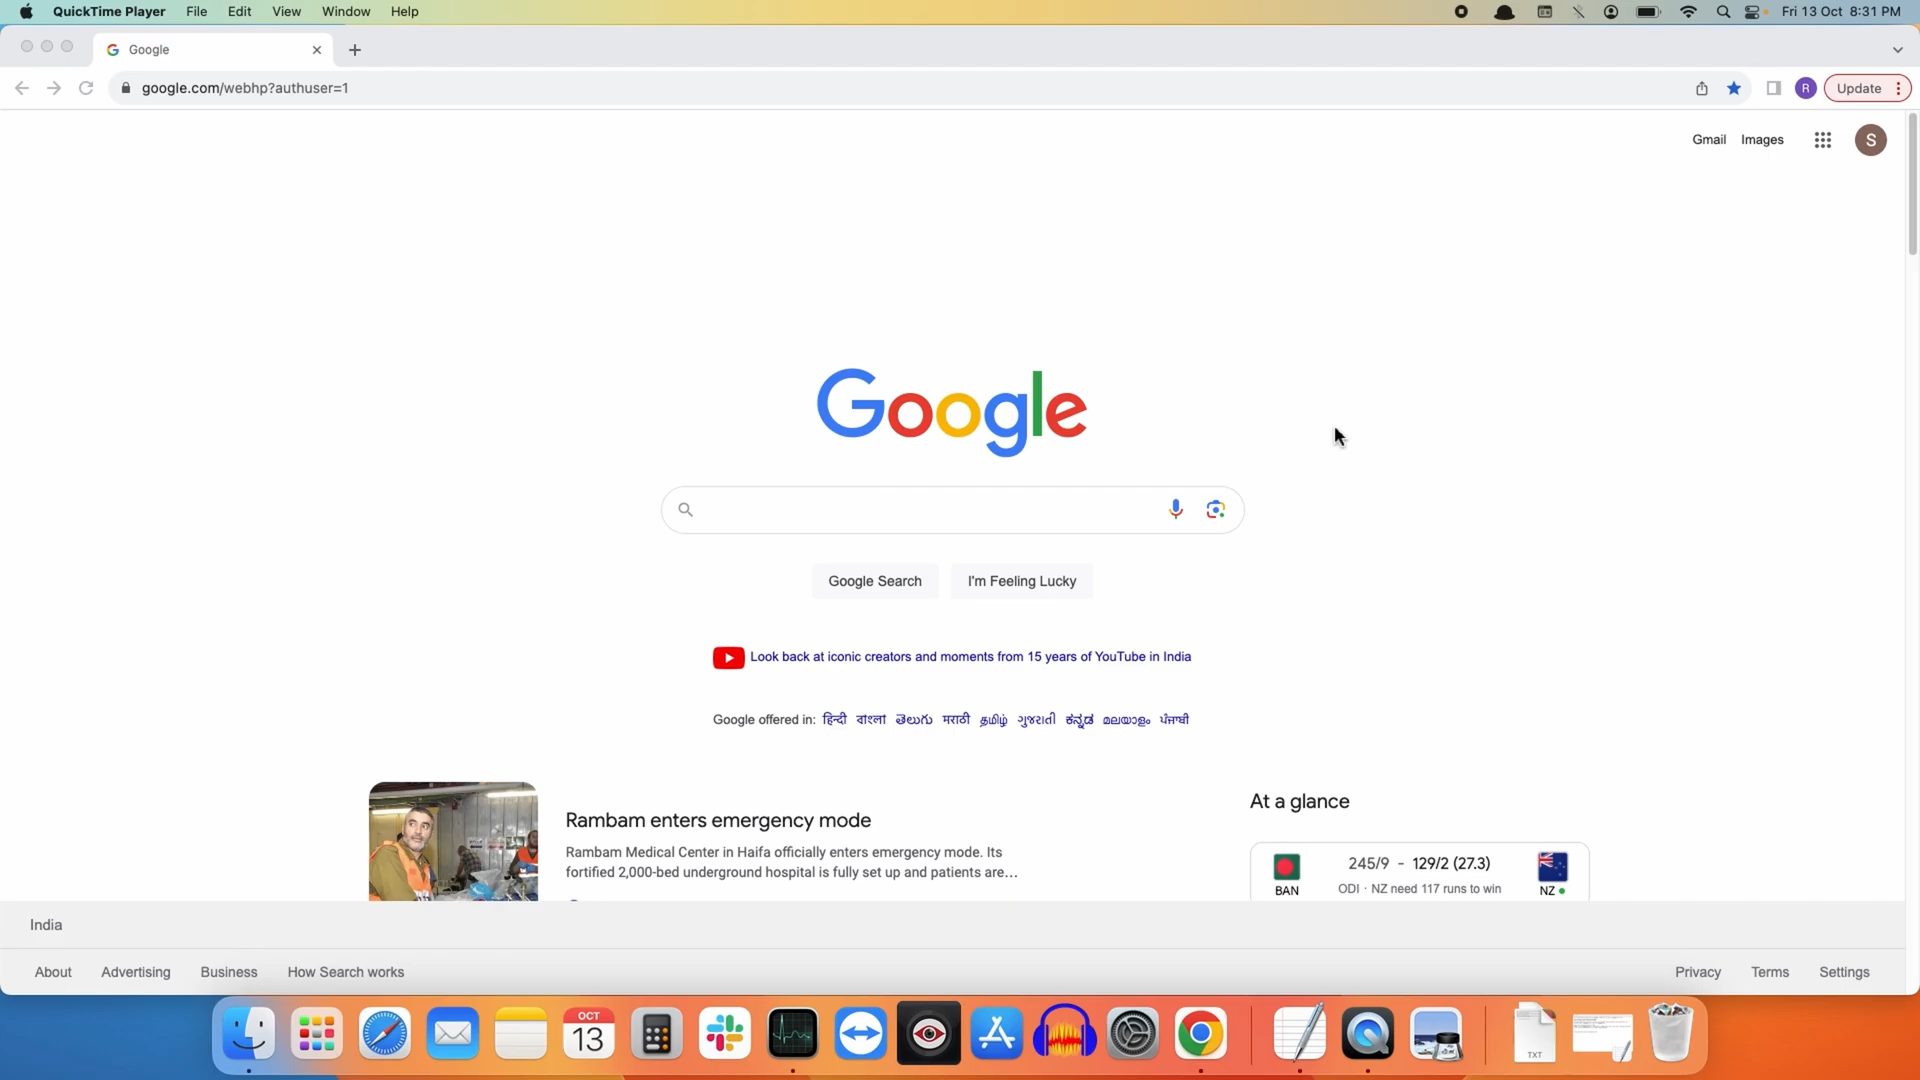 QuickTime Player File Edit View Window Help Fri 13 Oct 8:31 PM
Google
google.com/webhp?authuser=1 R Update
Gmail Images S
Google
Google Search I'm Feeling Lucky
Look back at iconic creators and moments from 15 years of YouTube in India
Google offered in: हिन्दी বাংলা తెలుగు मराठी தமிழ் ગુજરાતી ಕನ್ನಡ മലയാളം ਪੰਜਾਬੀ
Rambam enters emergency mode
Rambam Medical Center in Haifa officially enters emergency mode. Its
fortified 2,000-bed underground hospital is fully set up and patients are...
At a glance
245/9 - 129/2 (27.3)
BAN ODI · NZ need 117 runs to win NZ
India
About Advertising Business How Search works Privacy Terms Settings
OCT
13
TXT